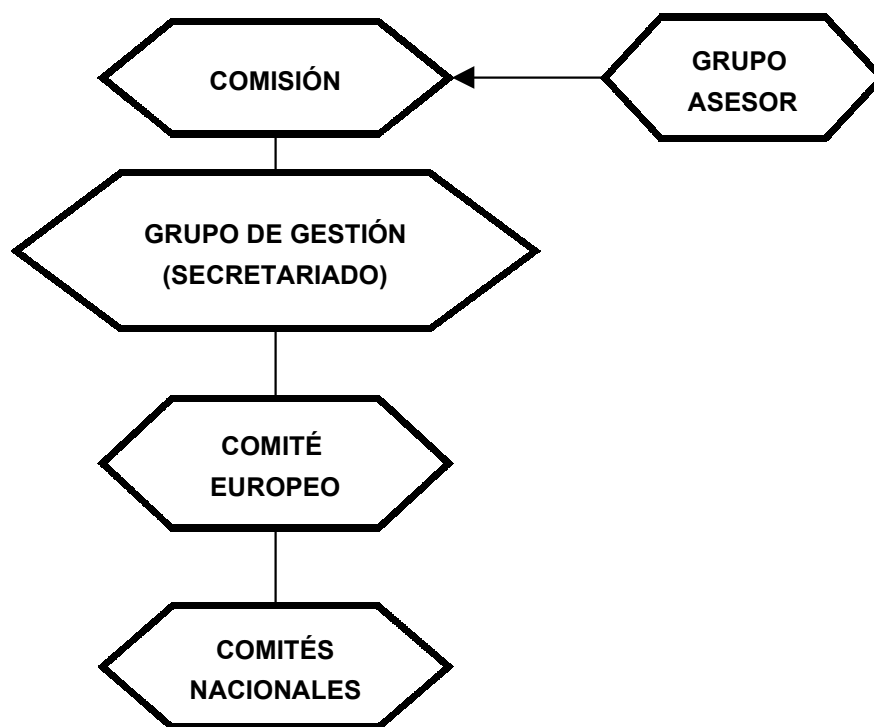 COMISIÓN
GRUPO
ASESOR
GRUPO DE GESTIÓN
(SECRETARIADO)
COMITÉ
EUROPEO
COMITÉS
NACIONALES